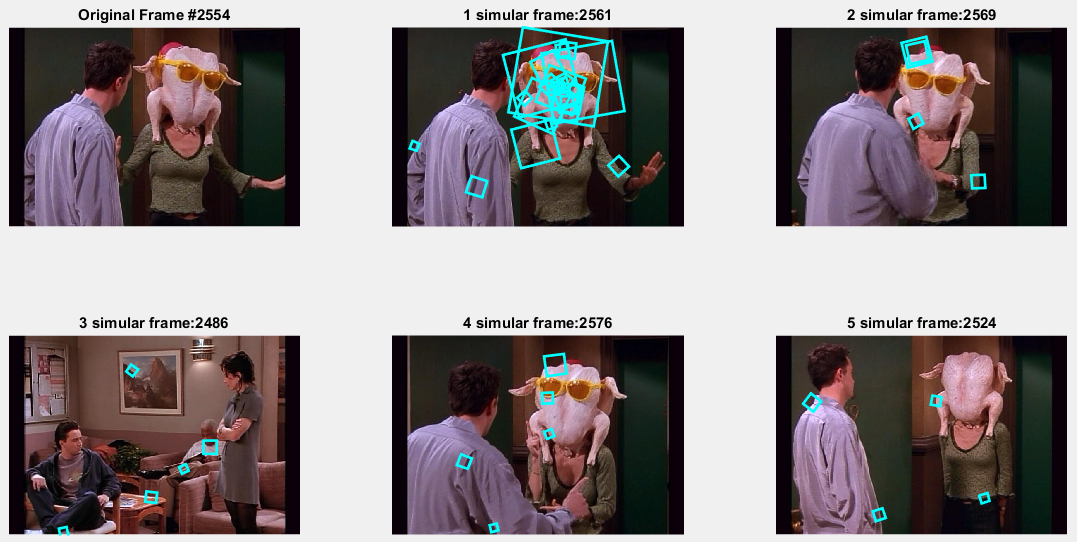 Original Frame #2554
1 simular frame:2561
2 simular frame:2569
3 simular frame:2486
4 simular frame:2576
5 simular frame:2524